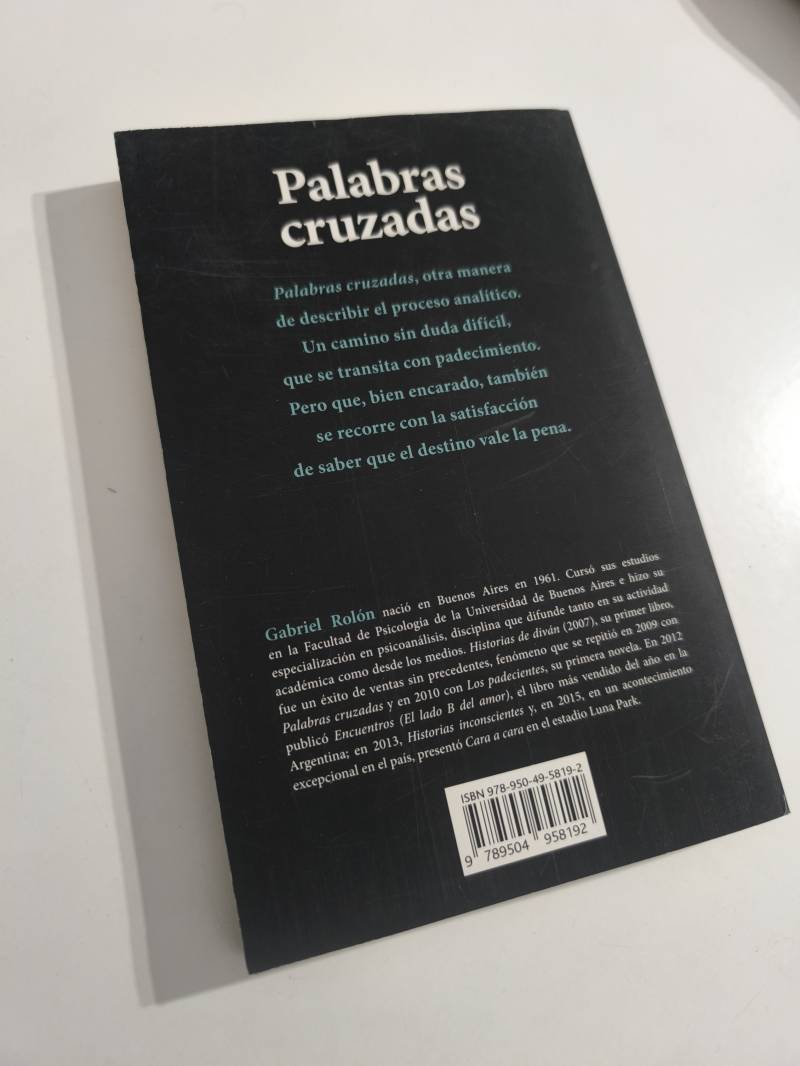 Palabras
cruzadas
Palabras cruzadas, otra manera
de describir el proceso analítico.
Un camino sin duda difícil,
que se transita con padecimiento.
Pero que, bien encarado, también
se recorre con la satisfacción
de saber que el destino vale la pena.
Gabriel Rolón nació en Buenos Aires en 1961. Cursó sus estudios
en la Facultad de Psicología de la Universidad de Buenos Aires e hizo su
especialización en psicoanálisis, disciplina que difunde tanto en su actividad
académica como desde los medios. Historias de diván (2007), su primer libro,
fue un éxito de ventas sin precedentes, fenómeno que se repitió en 2009 con
Palabras cruzadas y en 2010 con Los padecientes, su primera novela. En 2012
publicó Encuentros (El lado B del amor), el libro más vendido del año en la
Argentina; en 2013, Historias inconscientes y, en 2015, en un acontecimiento
excepcional en el país, presentó Cara a cara en el estadio Luna Park.
ISBN 978-950-49-5819-2
9 789504 958192